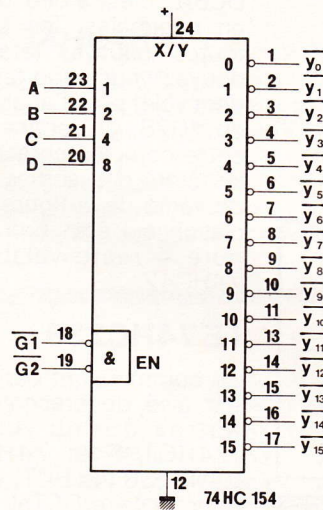 +
24
X/Y
A 23 1
B 22 2
C 21 4
D 20 8
G1 18
G2 19
& EN
0 1 y0
1 2 y1
2 3 y2
3 4 y3
4 5 y4
5 6 y5
6 7 y6
7 8 y7
8 9 y8
9 10 y9
10 11 y10
11 13 y11
12 14 y12
13 15 y13
14 16 y14
15 17 y15
12
74 HC 154